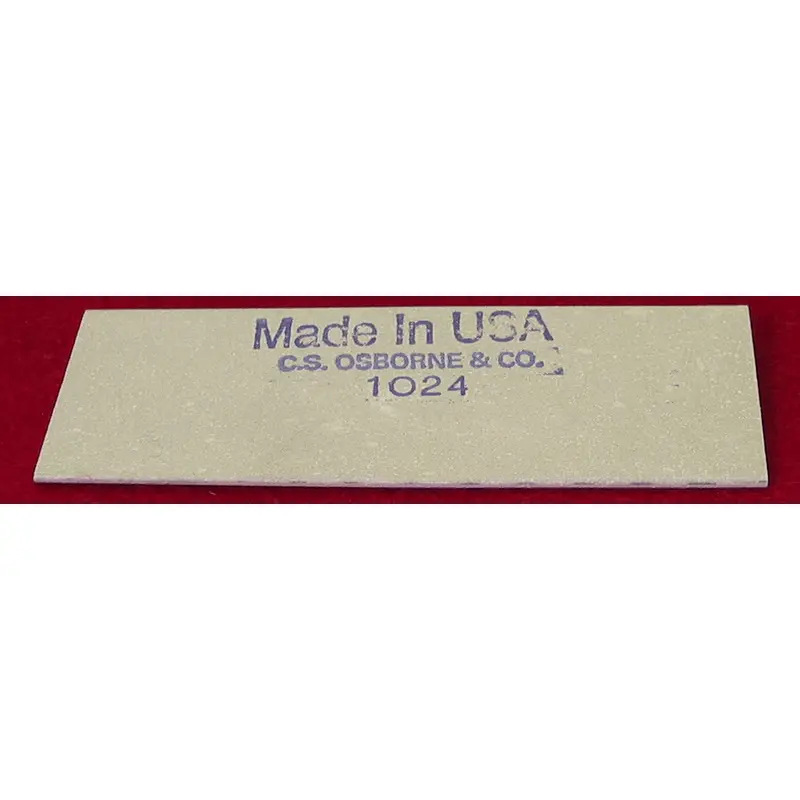 Made In USA
C.S. OSBORNE & CO.
1024